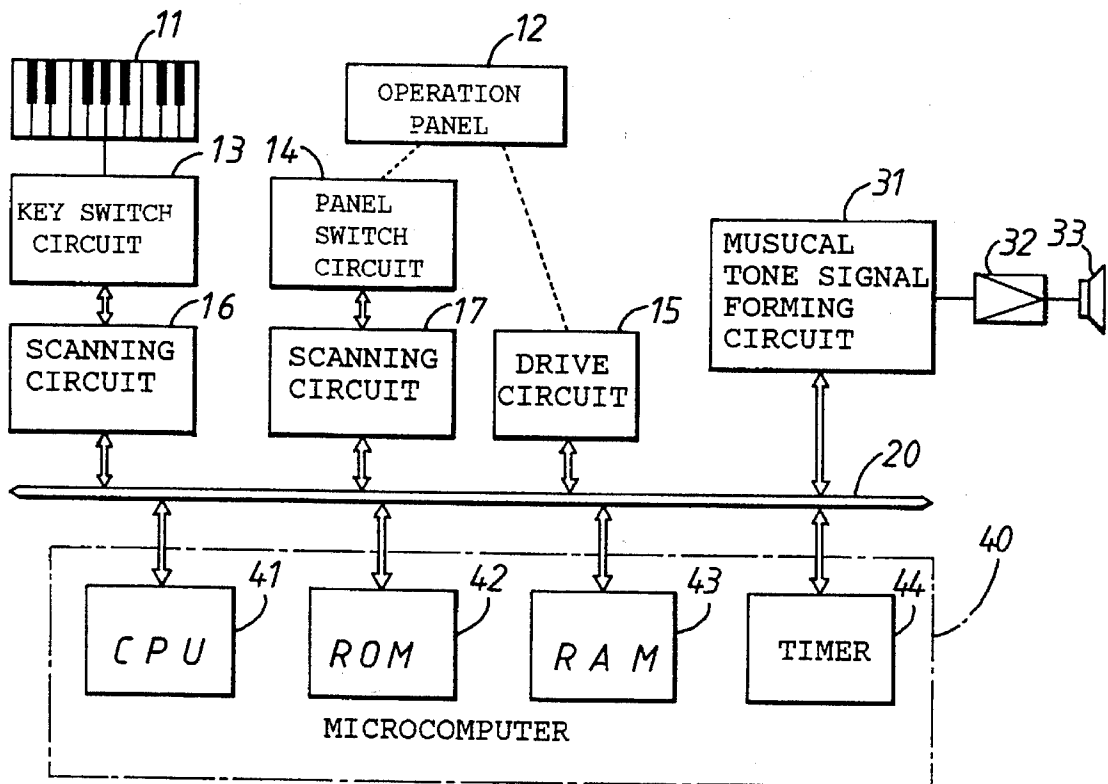 11
12
OPERATION
PANEL
13
14
KEY SWITCH
CIRCUIT
PANEL
SWITCH
CIRCUIT
31
MUSUCAL
TONE SIGNAL
FORMING
CIRCUIT
32
33
16
SCANNING
CIRCUIT
17
SCANNING
CIRCUIT
15
DRIVE
CIRCUIT
20
40
41
CPU
42
ROM
43
RAM
44
TIMER
MICROCOMPUTER